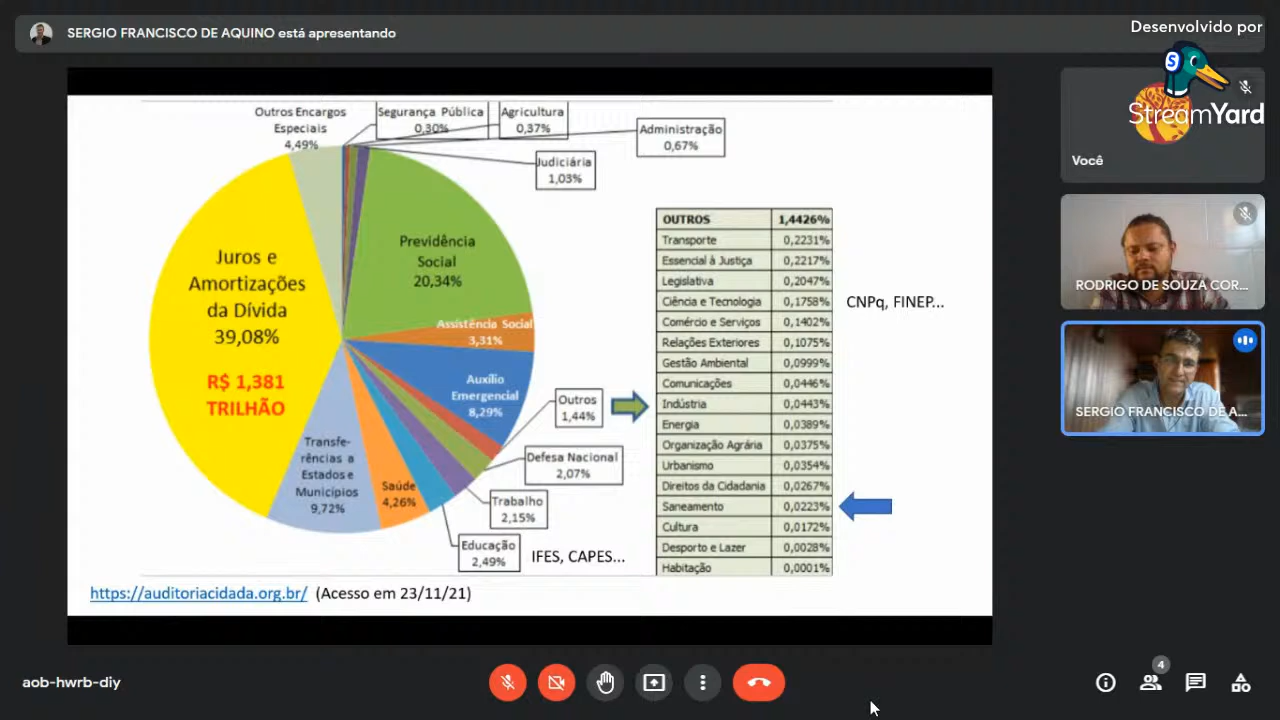 SERGIO FRANCISCO DE AQUINO está apresentando
Desenvolvido por
StreamYard
Você
RODRIGO DE SOUZA COR...
SERGIO FRANCISCO DE A...
Outros Encargos
Especiais
4,49%
Segurança Pública
0,30%
Agricultura
0,37%
Administração
0,67%
Judiciária
1,03%
Juros e
Amortizações
da Dívida
39,08%
R$ 1,381
TRILHÃO
Previdência
Social
20,34%
Assistência Social
3,31%
Auxílio
Emergencial
8,29%
Outros
1,44%
Defesa Nacional
2,07%
Trabalho
2,15%
Educação
2,49%
IFES, CAPES...
Saúde
4,26%
Transfe-
rências a
Estados e
Municípios
9,72%
OUTROS 1,4426%
Transporte 0,2231%
Essencial à Justiça 0,2217%
Legislativa 0,2047%
Ciência e Tecnologia 0,1758%
CNPq, FINEP...
Comércio e Serviços 0,1402%
Relações Exteriores 0,1075%
Gestão Ambiental 0,0999%
Comunicações 0,0446%
Indústria 0,0443%
Energia 0,0389%
Organização Agrária 0,0375%
Urbanismo 0,0354%
Direitos da Cidadania 0,0267%
Saneamento 0,0223%
Cultura 0,0172%
Desporto e Lazer 0,0028%
Habitação 0,0001%
https://auditoriacidada.org.br/ (Acesso em 23/11/21)
aob-hwrb-diy
4